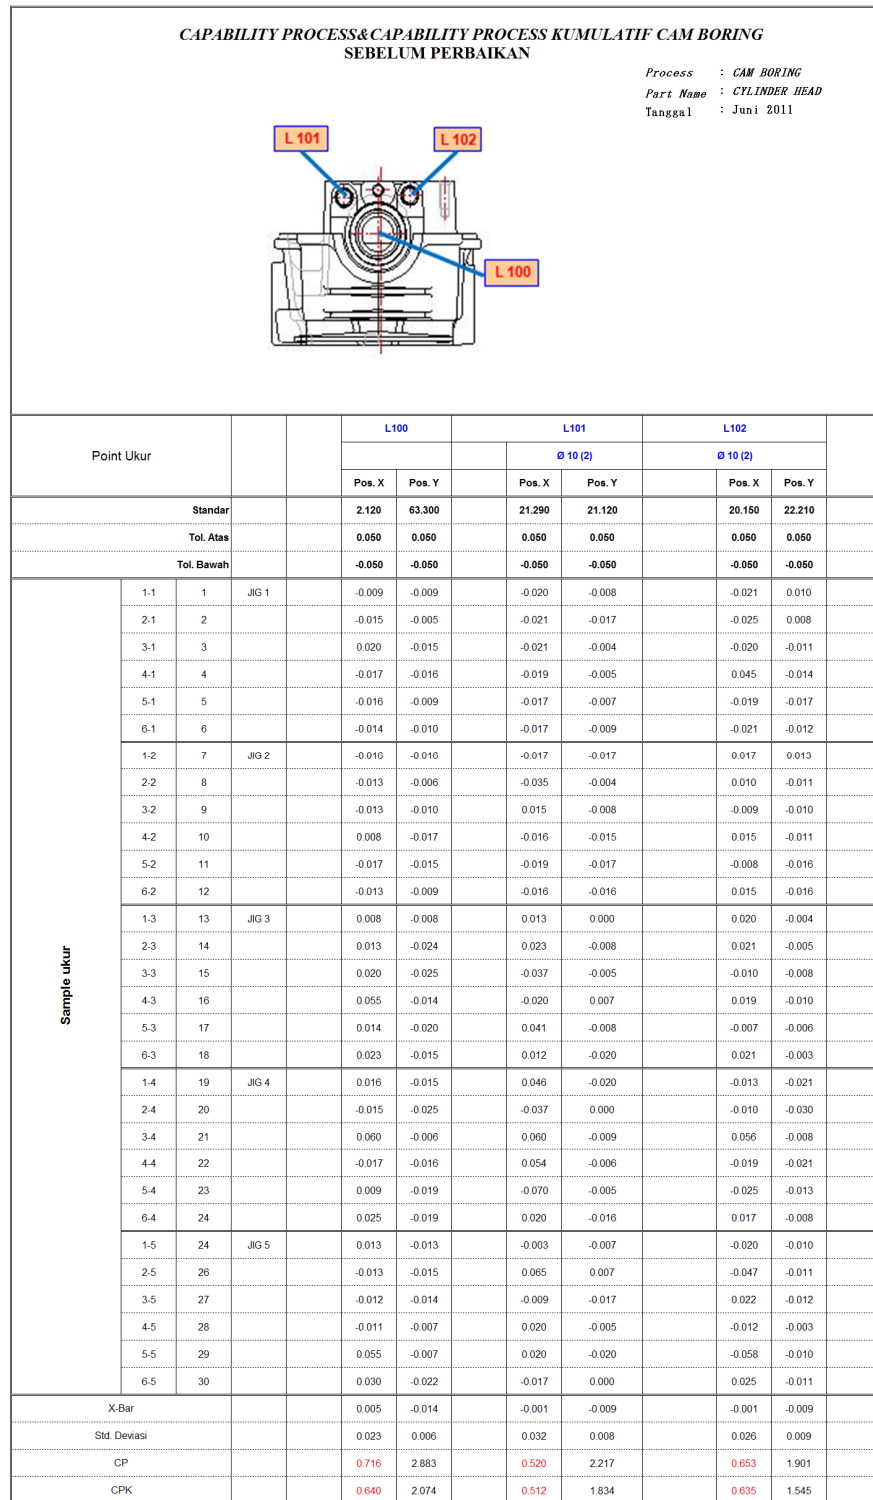 CAPABILITY PROCESS&CAPABILITY PROCESS KUMULATIF CAM BORING
SEBELUM PERBAIKAN
Process : CAM BORING
Part Name : CYLINDER HEAD
Tanggal : Juni 2011
L 101 L 102
L 100
L100 L101 L102
Point Ukur
Ø 10 (2) Ø 10 (2)
Pos. X Pos. Y Pos. X Pos. Y Pos. X Pos. Y
Standar 2.120 63.300 21.290 21.120 20.150 22.210
Tol. Atas 0.050 0.050 0.050 0.050 0.050 0.050
Tol. Bawah -0.050 -0.050 -0.050 -0.050 -0.050 -0.050
Sample ukur
1-1 1 JIG 1 -0.009 -0.009 -0.020 -0.008 -0.021 0.010
2-1 2 -0.015 -0.005 -0.021 -0.017 -0.025 0.008
3-1 3 0.020 -0.015 -0.021 -0.004 -0.020 -0.011
4-1 4 -0.017 -0.016 -0.019 -0.005 0.045 -0.014
5-1 5 -0.016 -0.009 -0.017 -0.007 -0.019 -0.017
6-1 6 -0.014 -0.010 -0.017 -0.009 -0.021 -0.012
1-2 7 JIG 2 -0.016 -0.016 -0.017 -0.017 0.017 0.013
2-2 8 -0.013 -0.006 -0.035 -0.004 0.010 -0.011
3-2 9 -0.013 -0.010 0.015 -0.008 -0.009 -0.010
4-2 10 0.008 -0.017 -0.016 -0.015 0.015 -0.011
5-2 11 -0.017 -0.015 -0.019 -0.017 -0.008 -0.016
6-2 12 -0.013 -0.009 -0.016 -0.016 0.015 -0.016
1-3 13 JIG 3 0.008 -0.008 0.013 0.000 0.020 -0.004
2-3 14 0.013 -0.024 0.023 -0.008 0.021 -0.005
3-3 15 0.020 -0.025 -0.037 -0.005 -0.010 -0.008
4-3 16 0.055 -0.014 -0.020 0.007 0.019 -0.010
5-3 17 0.014 -0.020 0.041 -0.008 -0.007 -0.006
6-3 18 0.023 -0.015 0.012 -0.020 0.021 -0.003
1-4 19 JIG 4 0.016 -0.015 0.046 -0.020 -0.013 -0.021
2-4 20 -0.015 -0.025 -0.037 0.000 -0.010 -0.030
3-4 21 0.060 -0.006 0.060 -0.009 0.056 -0.008
4-4 22 -0.017 -0.016 0.054 -0.006 -0.019 -0.021
5-4 23 0.009 -0.019 -0.070 -0.005 -0.025 -0.013
6-4 24 0.025 -0.019 0.020 -0.016 0.017 -0.008
1-5 24 JIG 5 0.013 -0.013 -0.003 -0.007 -0.020 -0.010
2-5 26 -0.013 -0.015 0.065 0.007 -0.047 -0.011
3-5 27 -0.012 -0.014 -0.009 -0.017 0.022 -0.012
4-5 28 -0.011 -0.007 0.020 -0.005 -0.012 -0.003
5-5 29 0.055 -0.007 0.020 -0.020 -0.058 -0.010
6-5 30 0.030 -0.022 -0.017 0.000 0.025 -0.011
X-Bar 0.005 -0.014 -0.001 -0.009 -0.001 -0.009
Std. Deviasi 0.023 0.006 0.032 0.008 0.026 0.009
CP 0.716 2.883 0.520 2.217 0.653 1.901
CPK 0.640 2.074 0.512 1.834 0.635 1.545